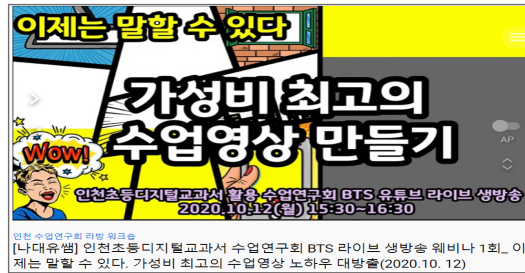 이제는 말할 수 있다
가성비 최고의
수업영상 만들기
Wow!
AP
인천초등디지털교과서 활용 수업연구회 BTS 유튜브 라이브 생방송
2020.10.12(월) 15:30~16:30
인천 수업연구회 라방 워크숍
[나대유쌤] 인천초등디지털교과서 수업연구회 BTS 라이브 생방송 웨비나 1회_ 이
제는 말할 수 있다. 가성비 최고의 수업영상 노하우 대방출(2020.10. 12)